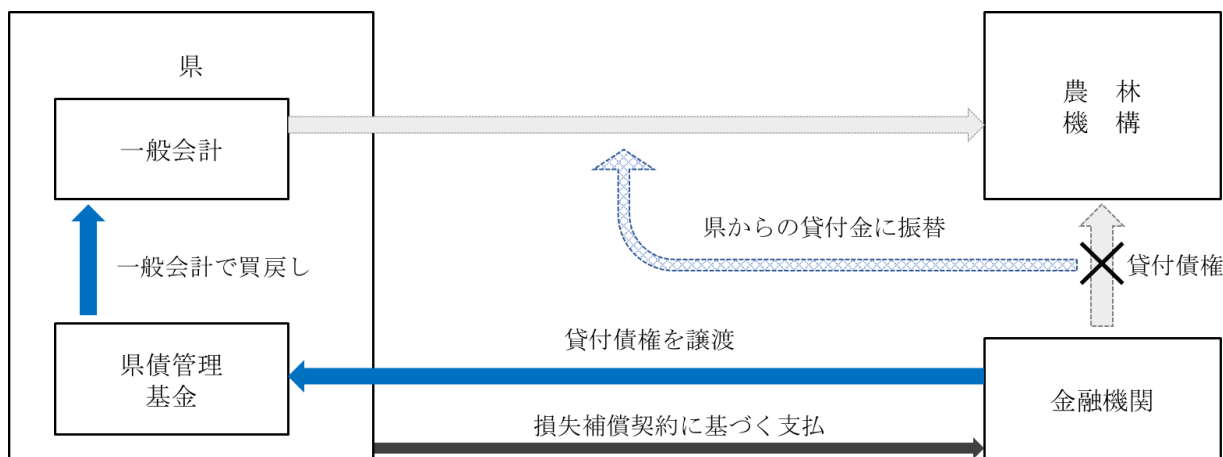 県
一般会計
農　林
機　構
県からの貸付金に振替
一般会計で買戻し
貸付債権
県債管理
基金
貸付債権を譲渡
金融機関
損失補償契約に基づく支払